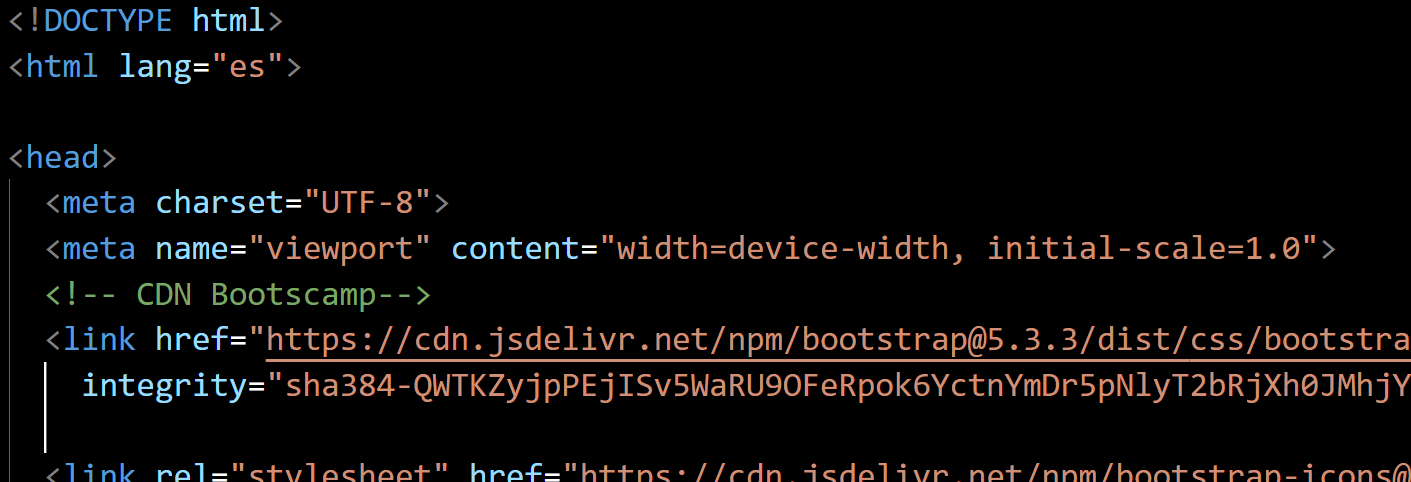 <!DOCTYPE html>
<html lang="es">
<head>
<meta charset="UTF-8">
<meta name="viewport" content="width=device-width, initial-scale=1.0">
<!-- CDN Bootscamp-->
<link href="https://cdn.jsdelivr.net/npm/bootstrap@5.3.3/dist/css/bootstra
integrity="sha384-QWTKZyjpPEjISv5WaRU9OFeRpok6YctnYmDr5pNlyT2bRjXh0JMhjY
<link rel="stylesheet" href="https://cdn.jsdelivr.net/npm/bootstrap-icons@